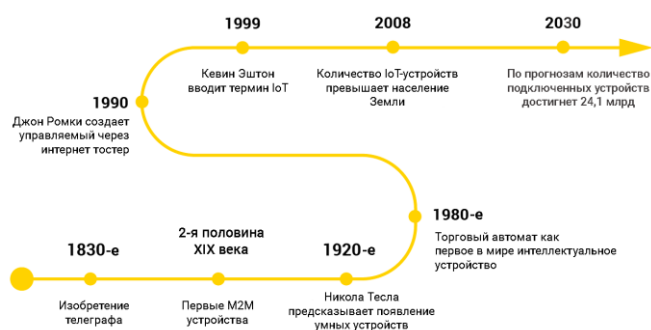 1999
Кевин Эштон
вводит термин IoT
2008
Количество IoT-устройств
превышает население
Земли
2030
По прогнозам количество
подключенных устройств
достигнет 24,1 млрд
1990
Джон Ромки создает
управляемый через
интернет тостер
1980-е
Торговый автомат как
первое в мире интеллектуальное
устройство
1830-е
Изобретение
телеграфа
2-я половина
XIX века
Первые M2M
устройства
1920-е
Никола Тесла
предсказывает появление
умных устройств